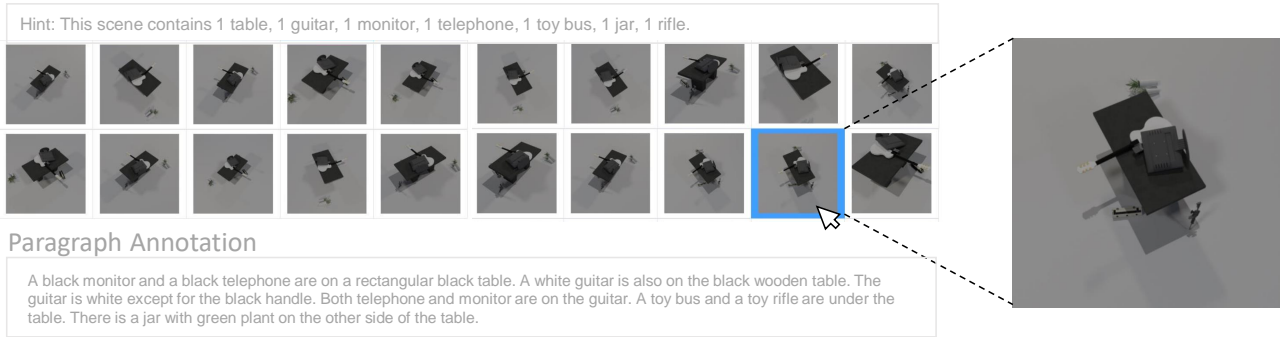 Hint: This scene contains 1 table, 1 guitar, 1 monitor, 1 telephone, 1 toy bus, 1 jar, 1 rifle.
Paragraph Annotation
A black monitor and a black telephone are on a rectangular black table. A white guitar is also on the black wooden table. The
guitar is white except for the black handle. Both telephone and monitor are on the guitar. A toy bus and a toy rifle are under the
table. There is a jar with green plant on the other side of the table.